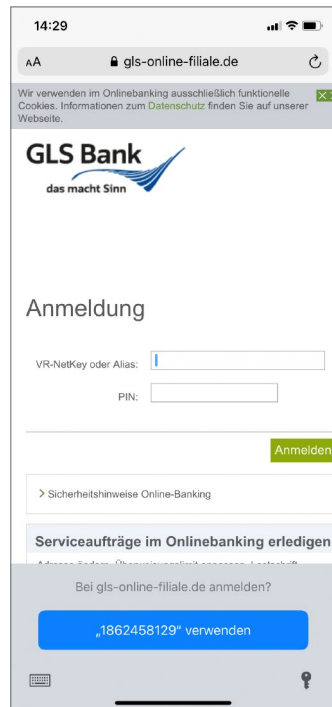 14:29
AA gls-online-filiale.de
Wir verwenden im Onlinebanking ausschließlich funktionelle
Cookies. Informationen zum Datenschutz finden Sie auf unserer
Webseite.
GLS Bank
das macht Sinn
Anmeldung
VR-NetKey oder Alias:
PIN:
Anmelden
Sicherheitshinweise Online-Banking
Serviceaufträge im Onlinebanking erledigen
Bei gls-online-filiale.de anmelden?
„1862458129“ verwenden